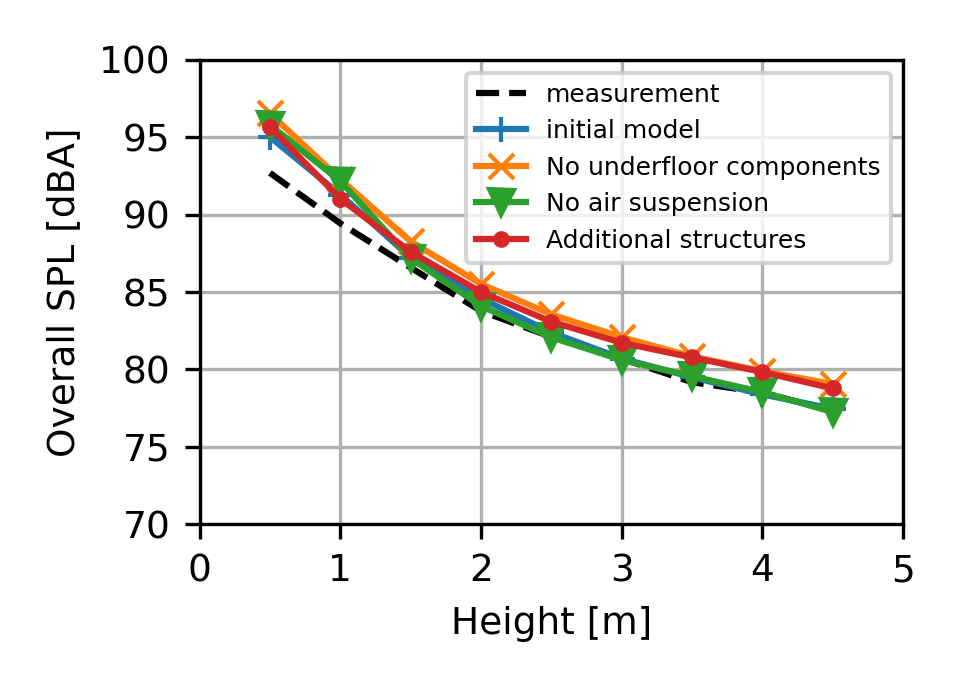 100
95
90
85
80
75
70
Overall SPL [dBA]
measurement
initial model
No underfloor components
No air suspension
Additional structures
0 1 2 3 4 5
Height [m]